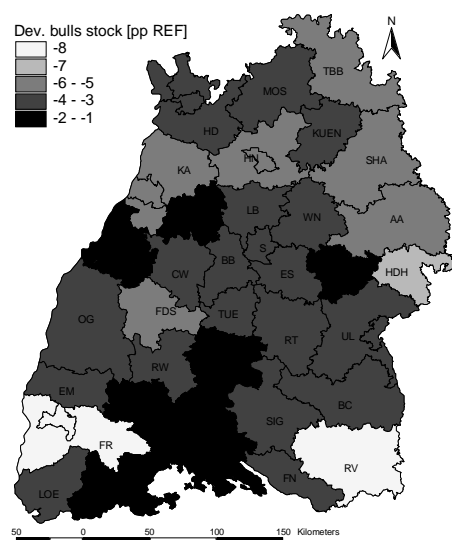 Dev. bulls stock [pp REF]
-8
-7
-6 - -5
-4 - -3
-2 - -1
N
TBB
MOS
HD
KUEN
HN
KA
SHA
LB
WN
AA
S
BB
ES
HDH
CW
FDS
OG
TUE
RT
UL
RW
EM
BC
SIG
FR
RV
FN
LOE
50 0 50 100 150 Kilometers